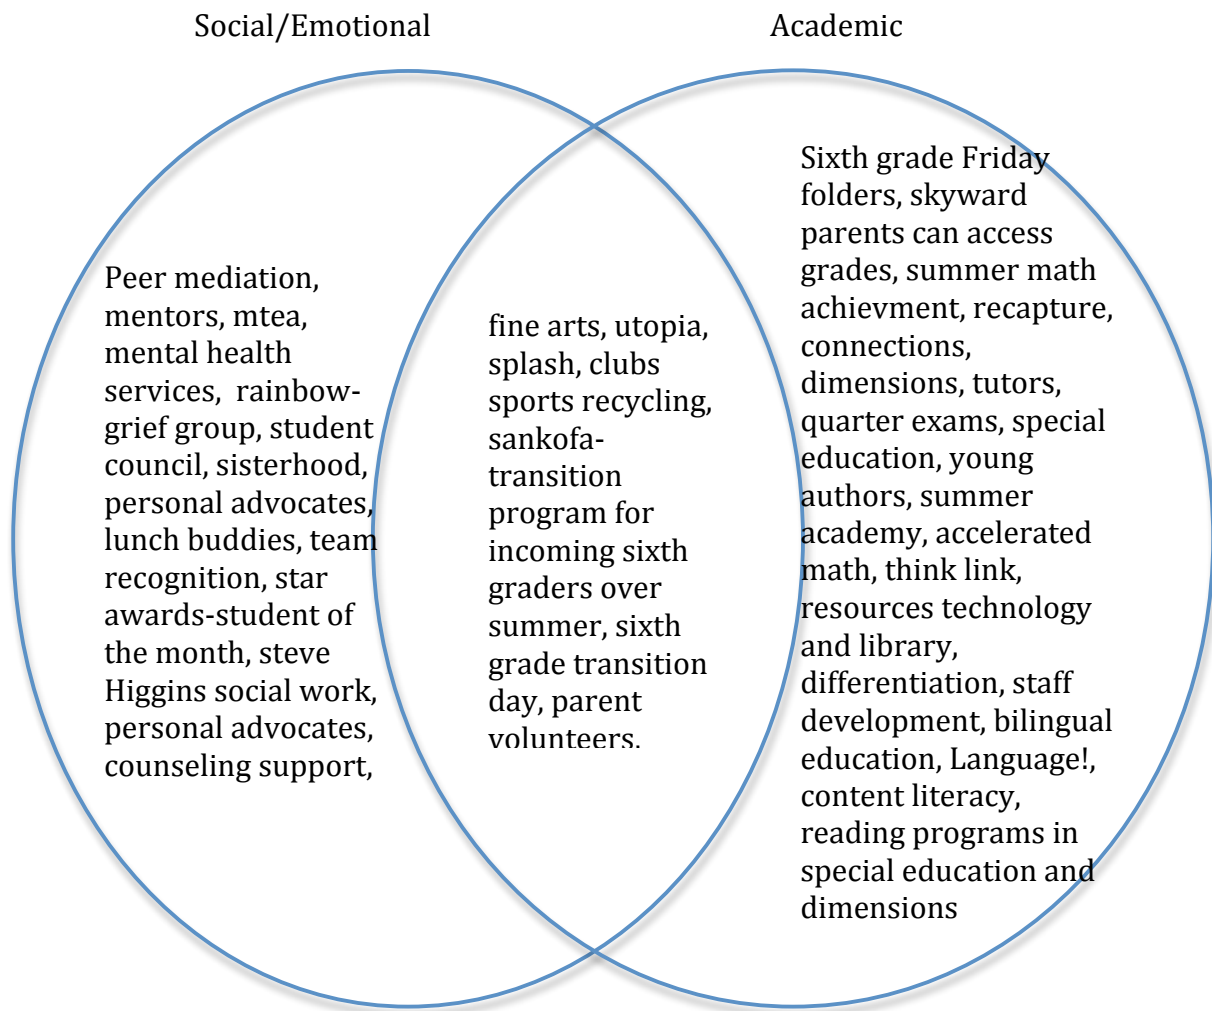 Social/Emotional
Academic
Peer mediation,
mentors, mtea,
mental health
services, rainbow-
grief group, student
council, sisterhood,
personal advocates,
lunch buddies, team
recognition, star
awards-student of
the month, steve
Higgins social work,
personal advocates,
counseling support,
fine arts, utopia,
splash, clubs
sports recycling,
sankofa-
transition
program for
incoming sixth
graders over
summer, sixth
grade transition
day, parent
volunteers.
Sixth grade Friday
folders, skyward
parents can access
grades, summer math
achievment, recapture,
connections,
dimensions, tutors,
quarter exams, special
education, young
authors, summer
academy, accelerated
math, think link,
resources technology
and library,
differentiation, staff
development, bilingual
education, Language!,
content literacy,
reading programs in
special education and
dimensions